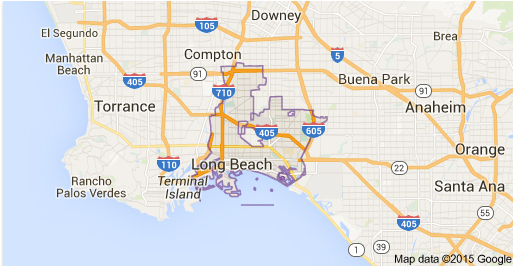 Downey
105
El Segundo
5
Brea
Compton
Manhattan
Beach
405
91
710
Buena Park
91
Torrance
Anaheim
405
605
110
Long Beach
22
Orange
Rancho
Palos Verdes
Terminal
Island
Santa Ana
55
405
1
39
Map data ©2015 Google